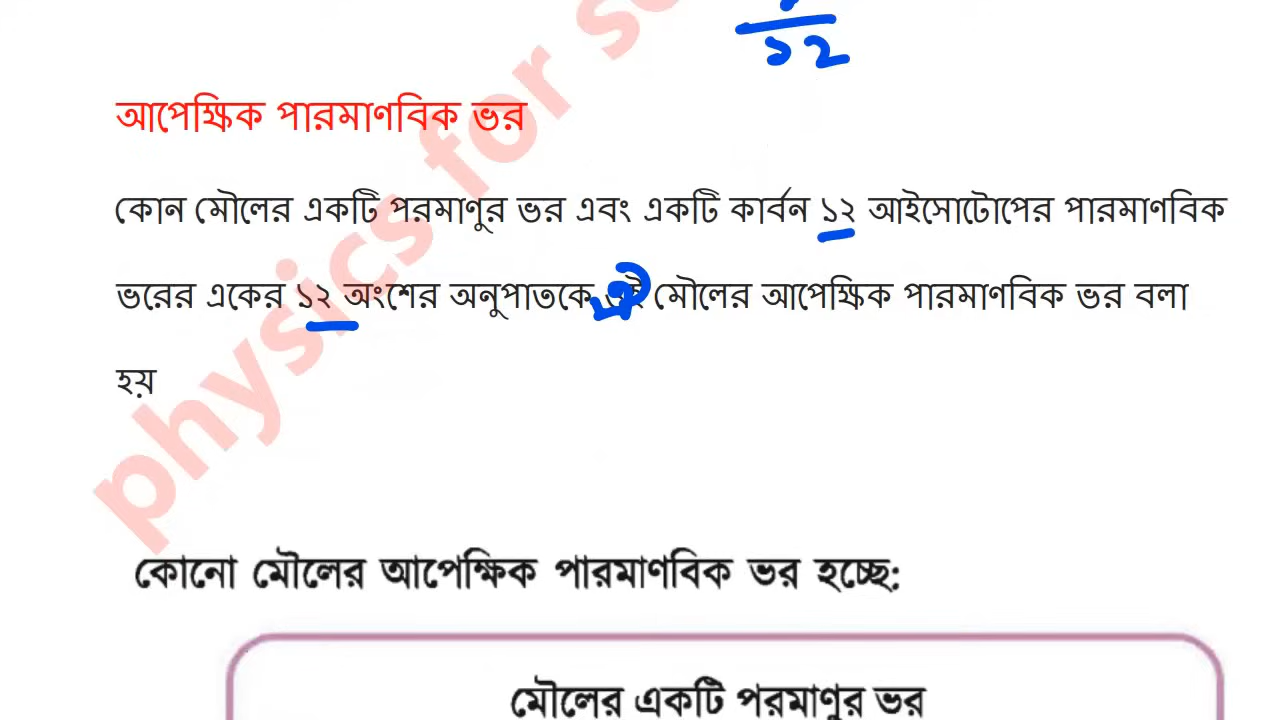 ১২
আপেক্ষিক পারমাণবিক ভর
কোন মৌলের একটি পরমাণুর ভর এবং একটি কার্বন ১২ আইসোটোপের পারমাণবিক
ভরের একের ১২ অংশের অনুপাতকে মৌলের আপেক্ষিক পারমাণবিক ভর বলা
হয়
physics for
কোনো মৌলের আপেক্ষিক পারমাণবিক ভর হচ্ছে:
মৌলের একটি পরমাণুর ভর